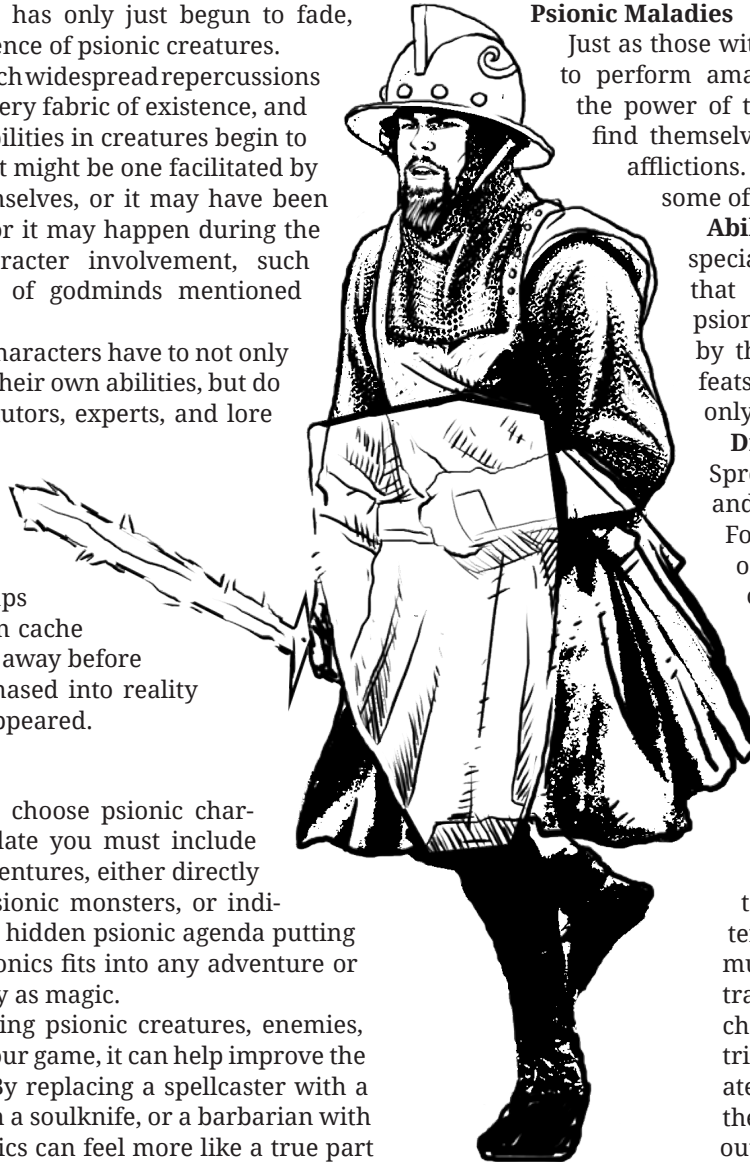 has only just begun to fade,
ence of psionic creatures.
ch widespread repercussions
ery fabric of existence, and
bilities in creatures begin to
t might be one facilitated by
nselves, or it may have been
or it may happen during the
racter involvement, such
of godminds mentioned
haracters have to not only
heir own abilities, but do
utors, experts, and lore
ps
n cache
away before
hased into reality
ppeared.
choose psionic char-
late you must include
entures, either directly
sionic monsters, or indi-
hidden psionic agenda putting
onics fits into any adventure or
y as magic.
ing psionic creatures, enemies,
our game, it can help improve the
By replacing a spellcaster with a
n a soulknife, or a barbarian with
ics can feel more like a true part
Psionic Maladies
Just as those wit
to perform ama
the power of t
find themselv
afflictions.
some of
Abil
specia
that
psion
by th
feats
only
Di
Spre
and
Fo
o
t
te
mu
tra
ch
tri
ate
the
ou